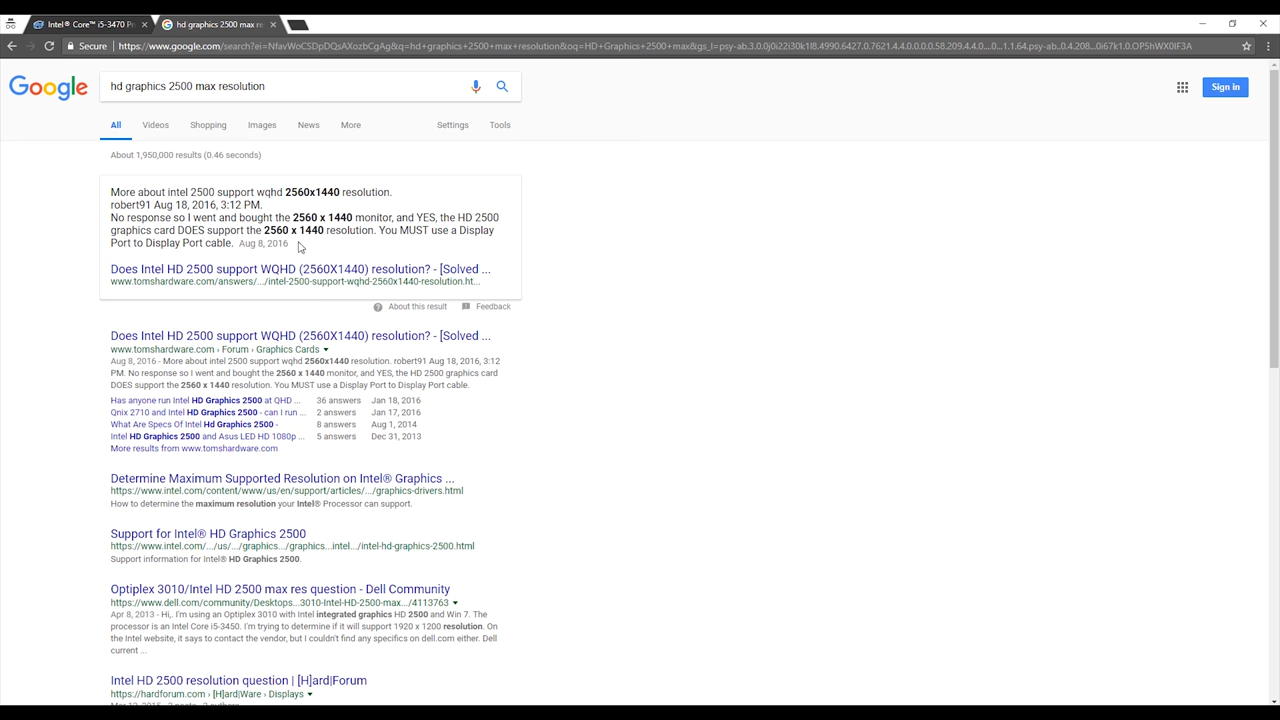 Intel® Core™ i5-3470 Pr
hd graphics 2500 max re
Secure
https://www.google.com/search?ei=NfavWoCSDpDQsAXozbCgAg&q=hd+graphics+2500+max+resolution&oq=HD+Graphics+2500+max&gs_l=psy-ab.3.0.0j0i22i30k1l8.4990.6427.0.7621.4.4.0.0.0.0.58.209.4.4.0...0...1.1.64.psy-ab..0.4.208...0i67k1.0.OP5hWX0IF3A
Google
hd graphics 2500 max resolution
Sign in
All Videos Shopping Images News More Settings Tools
About 1,950,000 results (0.46 seconds)
More about intel 2500 support wqhd 2560x1440 resolution.
robert91 Aug 18, 2016, 3:12 PM.
No response so I went and bought the 2560 x 1440 monitor, and YES, the HD 2500
graphics card DOES support the 2560 x 1440 resolution. You MUST use a Display
Port to Display Port cable. Aug 8, 2016
Does Intel HD 2500 support WQHD (2560X1440) resolution? - [Solved ...
www.tomshardware.com/answers/.../intel-2500-support-wqhd-2560x1440-resolution.ht...
About this result Feedback
Does Intel HD 2500 support WQHD (2560X1440) resolution? - [Solved ...
www.tomshardware.com › Forum › Graphics Cards
Aug 8, 2016 - More about intel 2500 support wqhd 2560x1440 resolution. robert91 Aug 18, 2016, 3:12
PM. No response so I went and bought the 2560 x 1440 monitor, and YES, the HD 2500 graphics card
DOES support the 2560 x 1440 resolution. You MUST use a Display Port to Display Port cable.
Has anyone run Intel HD Graphics 2500 at QHD ... 36 answers Jan 18, 2016
Qnix 2710 and Intel HD Graphics 2500 - can I run ... 2 answers Jan 17, 2016
What Are Specs Of Intel Hd Graphics 2500 - 8 answers Aug 1, 2014
Intel HD Graphics 2500 and Asus LED HD 1080p ... 5 answers Dec 31, 2013
More results from www.tomshardware.com
Determine Maximum Supported Resolution on Intel® Graphics ...
https://www.intel.com/content/www/us/en/support/articles/.../graphics-drivers.html
How to determine the maximum resolution your Intel® Processor can support.
Support for Intel® HD Graphics 2500
https://www.intel.com/.../us/.../graphics...graphics...intel.../intel-hd-graphics-2500.html
Support information for Intel® HD Graphics 2500.
Optiplex 3010/Intel HD 2500 max res question - Dell Community
https://www.dell.com/community/Desktops...3010-Intel-HD-2500-max.../4113763
Apr 8, 2013 - Hi,. I'm using an Optiplex 3010 with Intel integrated graphics HD 2500 and Win 7. The
processor is an Intel Core i5-3450. I'm trying to determine if it will support 1920 x 1200 resolution. On
the Intel website, it says to contact the vendor, but I couldn't find any specifics on dell.com either. Dell
current ...
Intel HD 2500 resolution question | [H]ard|Forum
https://hardforum.com › [H]ard|Ware › Displays